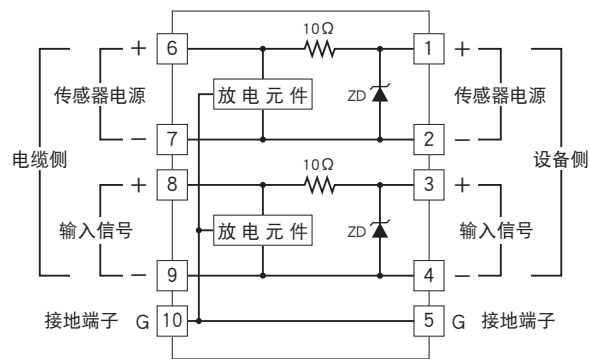 10Ω
+ 6 1 +
传感器电源 放电元件 ZD 传感器电源
− 7 2 −
电缆侧 设备侧
10Ω
+ 8 3 +
输入信号 放电元件 ZD 输入信号
− 9 4 −
接地端子 G 10 5 G 接地端子